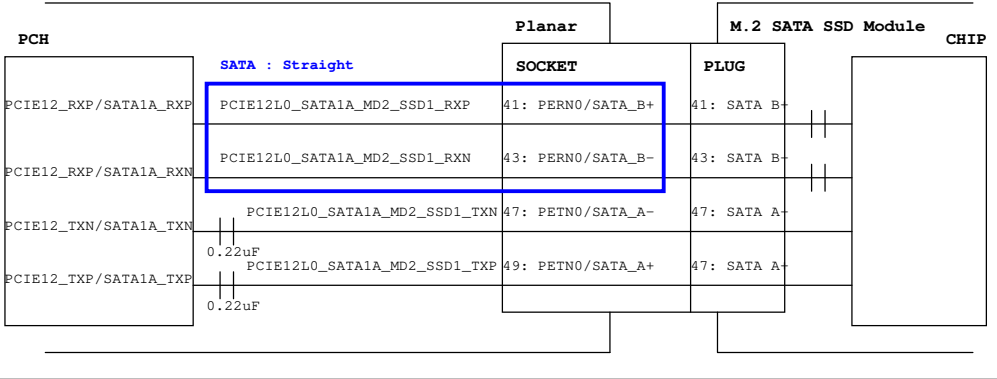 Planar
M.2 SATA SSD Module
PCH
CHIP
SATA : Straight
SOCKET
PLUG
PCIE12_RXP/SATA1A_RXP
PCIE12L0_SATA1A_MD2_SSD1_RXP
41: PERN0/SATA_B+
41: SATA B+
PCIE12_RXP/SATA1A_RXN
PCIE12L0_SATA1A_MD2_SSD1_RXN
43: PERN0/SATA_B-
43: SATA B+
PCIE12_TXN/SATA1A_TXN
PCIE12L0_SATA1A_MD2_SSD1_TXN
47: PETN0/SATA_A-
47: SATA A+
0.22uF
PCIE12_TXP/SATA1A_TXP
PCIE12L0_SATA1A_MD2_SSD1_TXP
49: PETN0/SATA_A+
47: SATA A+
0.22uF